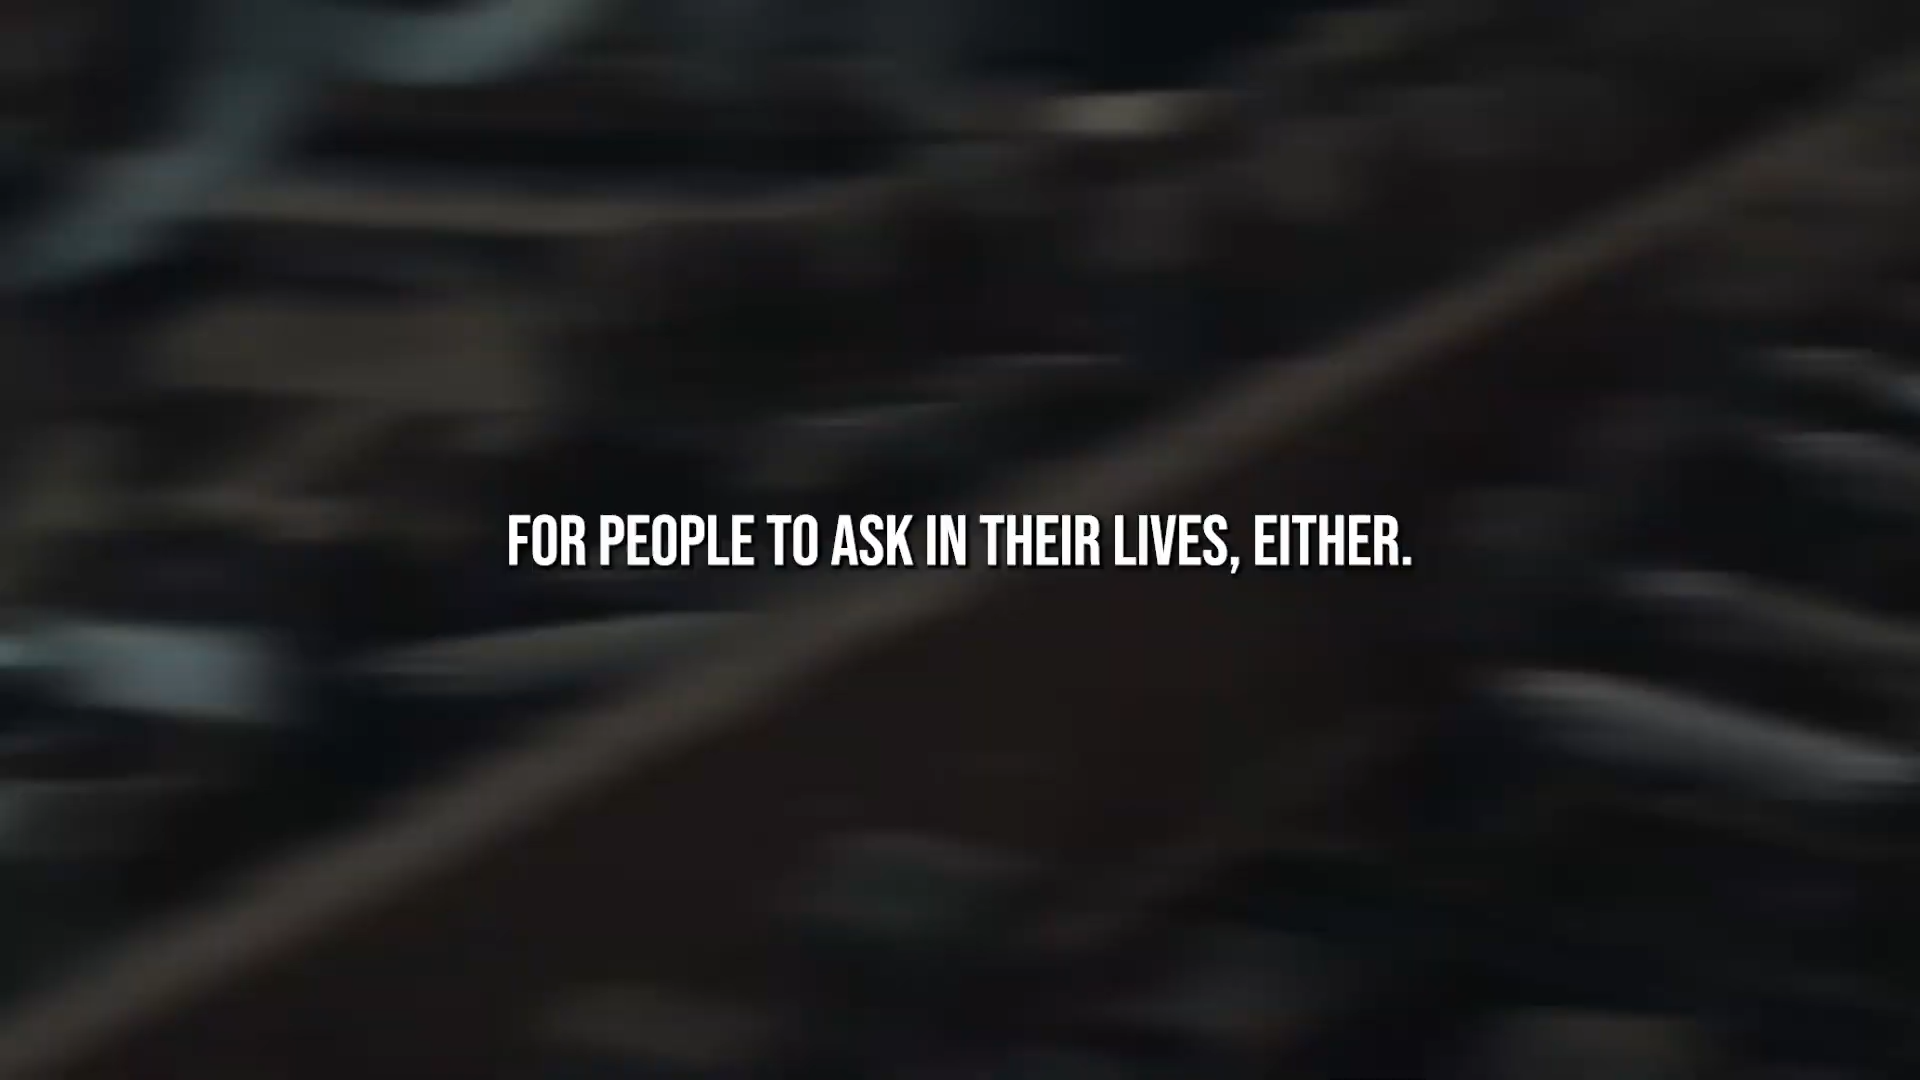 FOR PEOPLE TO ASK IN THEIR LIVES, EITHER.